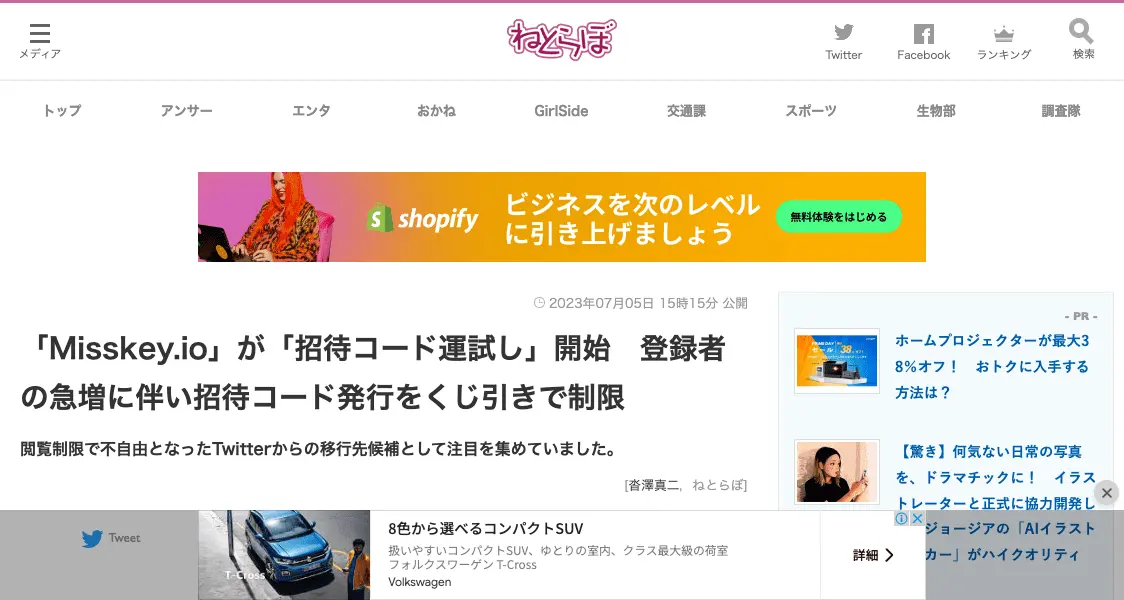 メディア
ねとらぼ
Twitter
Facebook
ランキング
検索
トップ
アンサー
エンタ
おかね
GirlSide
交通課
スポーツ
生物部
調査隊
shopify
ビジネスを次のレベル
に引き上げましょう
無料体験をはじめる
2023年07月05日 15時15分 公開
「Misskey.io」が「招待コード運試し」開始　登録者
の急増に伴い招待コード発行をくじ引きで制限
閲覧制限で不自由となったTwitterからの移行先候補として注目を集めていました。
[沓澤真二，ねとらぼ]
- PR -
ホームプロジェクターが最大3
8％オフ！　おトクに入手する
方法は？
【驚き】何気ない日常の写真
を、ドラマチックに！　イラス
トレーターと正式に協力開発し
ジョージアの「AIイラスト
カー」がハイクオリティ
Tweet
T-Cross
8色から選べるコンパクトSUV
扱いやすいコンパクトSUV、ゆとりの室内、クラス最大級の荷室
フォルクスワーゲン T-Cross
Volkswagen
詳細